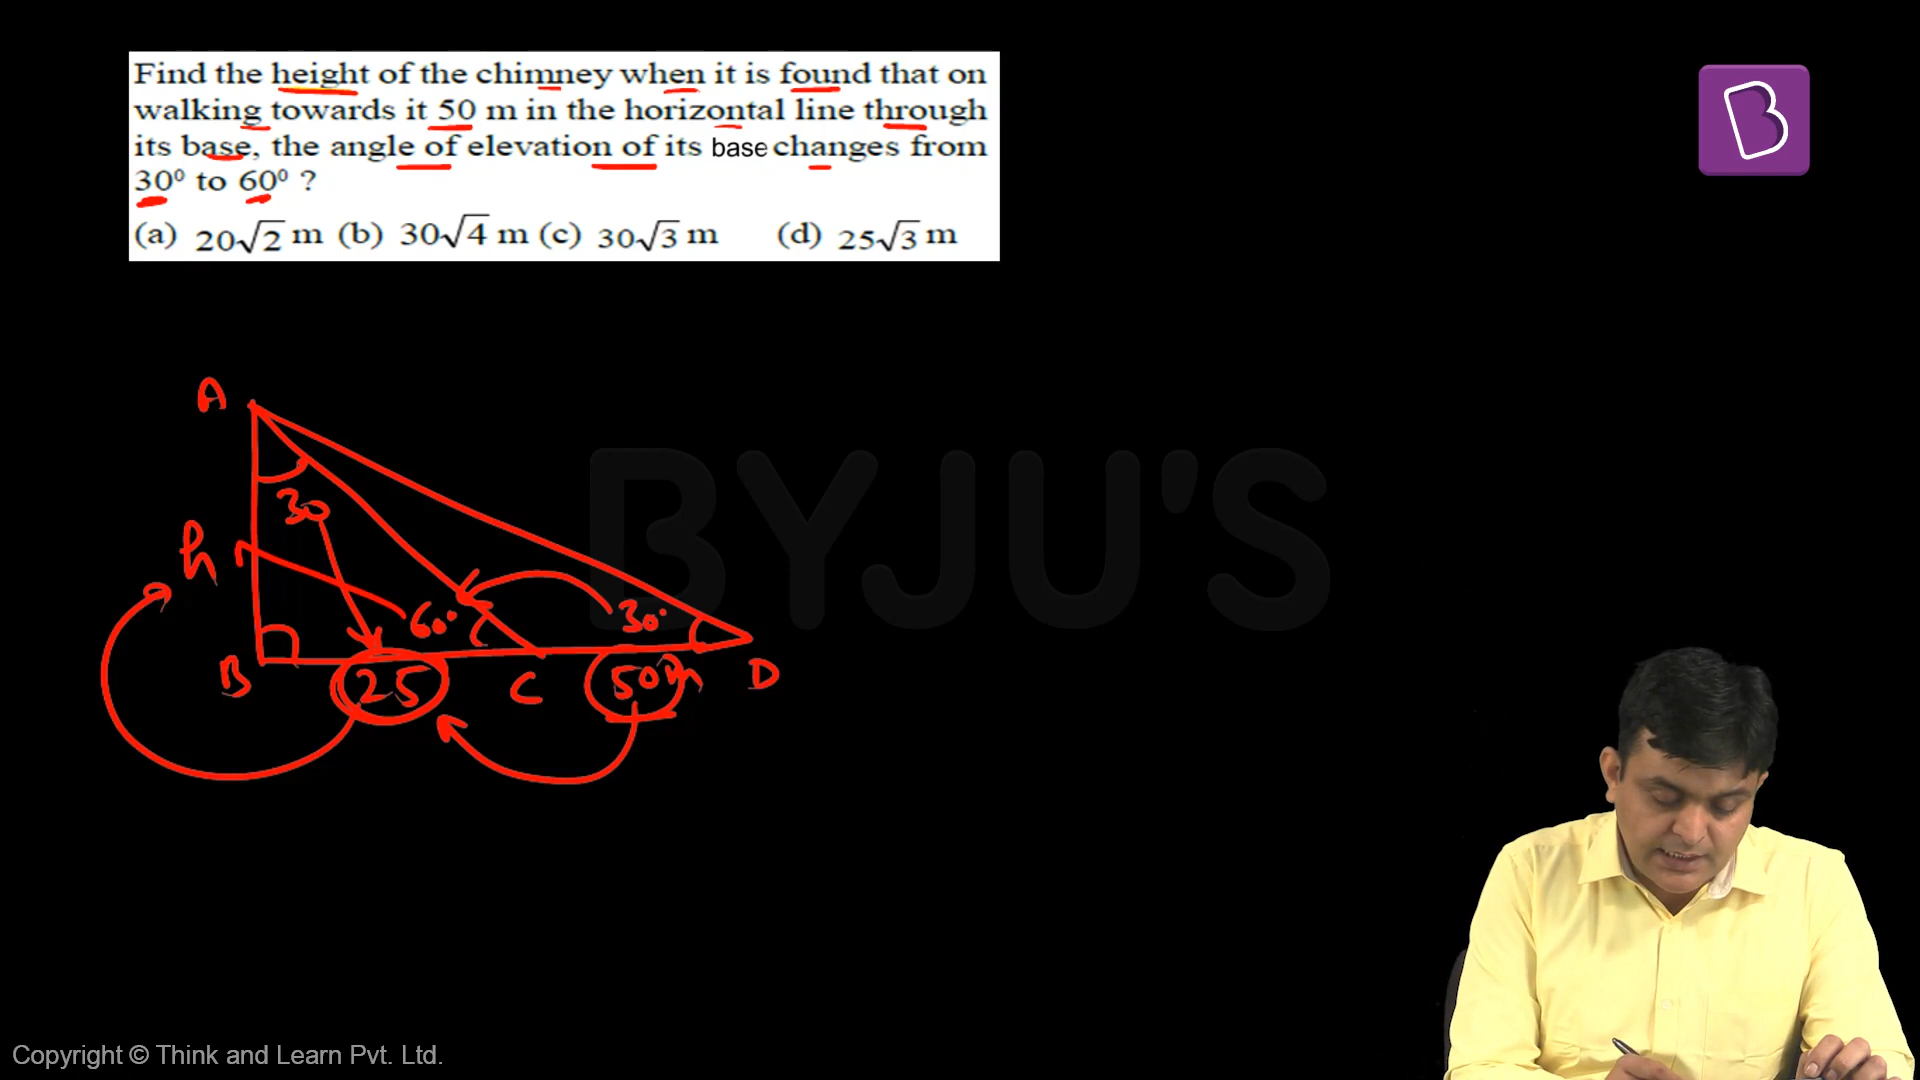 Find the height of the chimney when it is found that on
walking towards it 50 m in the horizontal line through
its base, the angle of elevation of its base changes from
30⁰ to 60⁰ ?
(a) 20√2 m (b) 30√4 m (c) 30√3 m (d) 25√3 m
B
A
30
h
60°
30°
B
25
C
50m
D
BYJU'S
Copyright © Think and Learn Pvt. Ltd.